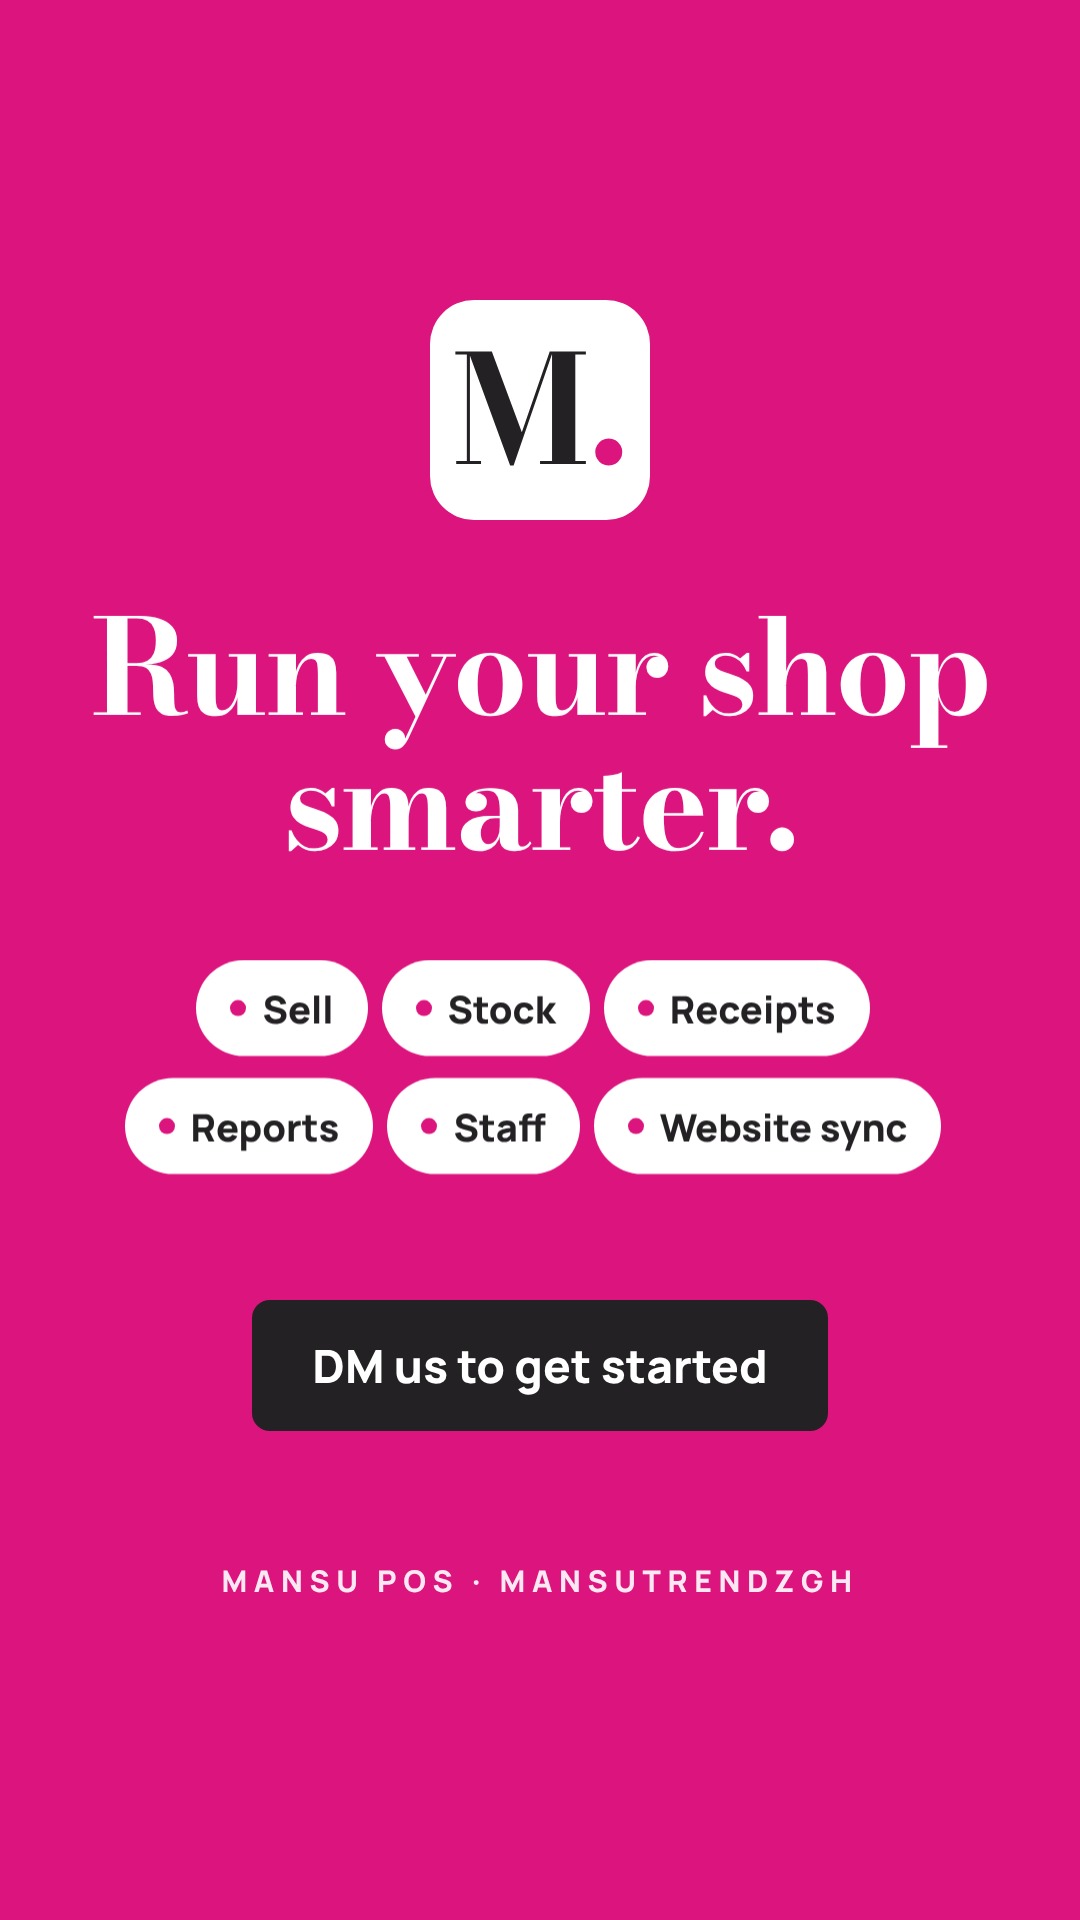 M.
Run your shop
smarter.
Sell
Stock
Receipts
Reports
Staff
Website sync
DM us to get started
MANSU POS · MANSUTRENDZGH